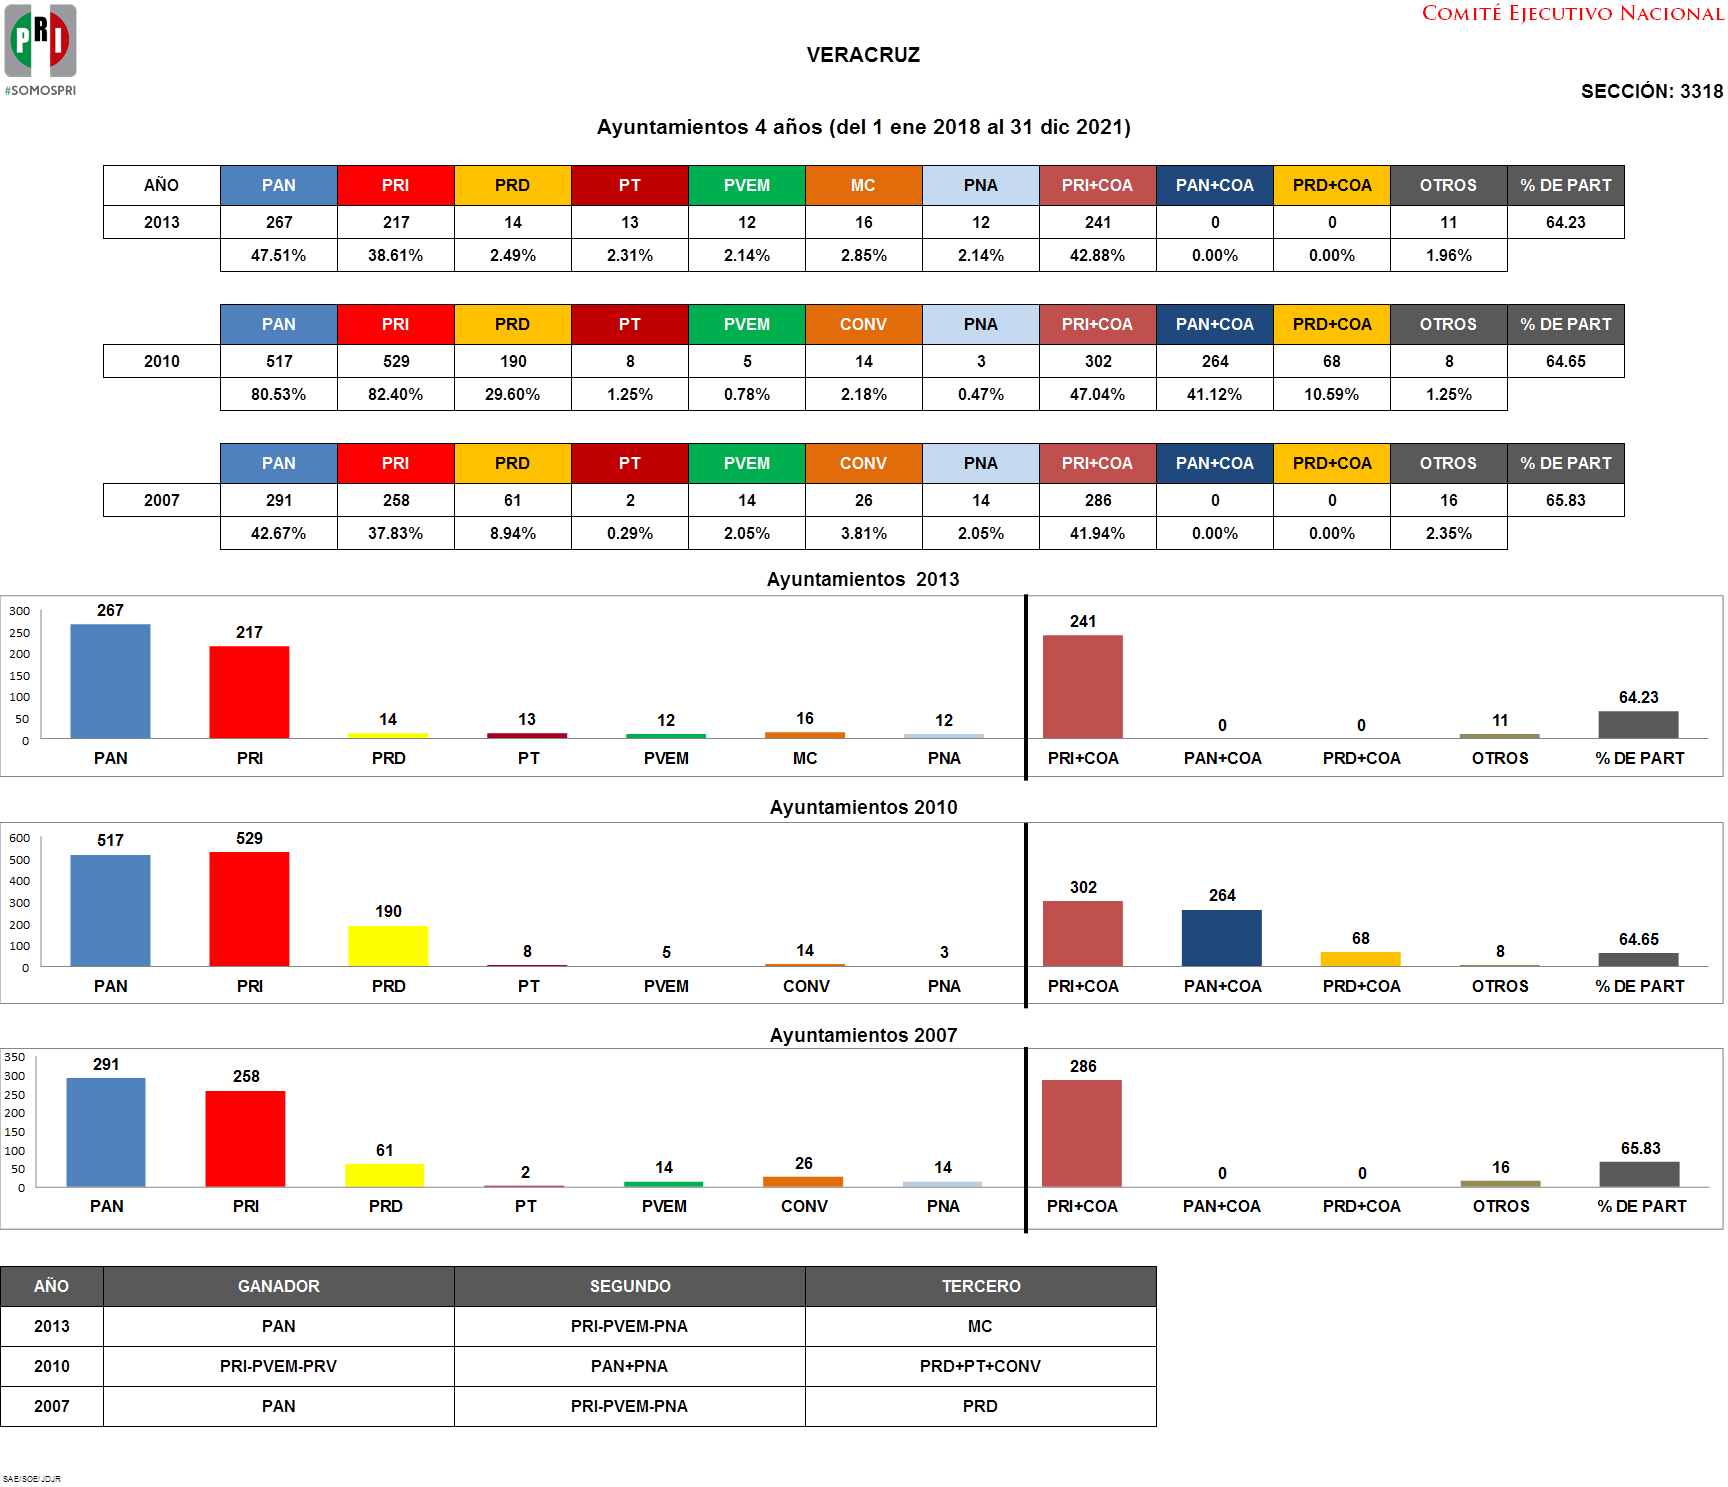 COMITÉ EJECUTIVO NACIONAL
PRI
#SOMOSPRI
VERACRUZ
SECCIÓN: 3318
Ayuntamientos 4 años (del 1 ene 2018 al 31 dic 2021)
AÑO PAN PRI PRD PT PVEM MC PNA PRI+COA PAN+COA PRD+COA OTROS % DE PART
2013 267 217 14 13 12 16 12 241 0 0 11 64.23
47.51% 38.61% 2.49% 2.31% 2.14% 2.85% 2.14% 42.88% 0.00% 0.00% 1.96%
PAN PRI PRD PT PVEM CONV PNA PRI+COA PAN+COA PRD+COA OTROS % DE PART
2010 517 529 190 8 5 14 3 302 264 68 8 64.65
80.53% 82.40% 29.60% 1.25% 0.78% 2.18% 0.47% 47.04% 41.12% 10.59% 1.25%
PAN PRI PRD PT PVEM CONV PNA PRI+COA PAN+COA PRD+COA OTROS % DE PART
2007 291 258 61 2 14 26 14 286 0 0 16 65.83
42.67% 37.83% 8.94% 0.29% 2.05% 3.81% 2.05% 41.94% 0.00% 0.00% 2.35%
Ayuntamientos 2013
300
250
200
150
100
50
0
267 217 14 13 12 16 12 241 0 0 11 64.23
PAN PRI PRD PT PVEM MC PNA PRI+COA PAN+COA PRD+COA OTROS % DE PART
Ayuntamientos 2010
600
500
400
300
200
100
0
517 529 190 8 5 14 3 302 264 68 8 64.65
PAN PRI PRD PT PVEM CONV PNA PRI+COA PAN+COA PRD+COA OTROS % DE PART
Ayuntamientos 2007
350
300
250
200
150
100
50
0
291 258 61 2 14 26 14 286 0 0 16 65.83
PAN PRI PRD PT PVEM CONV PNA PRI+COA PAN+COA PRD+COA OTROS % DE PART
AÑO GANADOR SEGUNDO TERCERO
2013 PAN PRI-PVEM-PNA MC
2010 PRI-PVEM-PRV PAN+PNA PRD+PT+CONV
2007 PAN PRI-PVEM-PNA PRD
SAE/SOE/JDJR